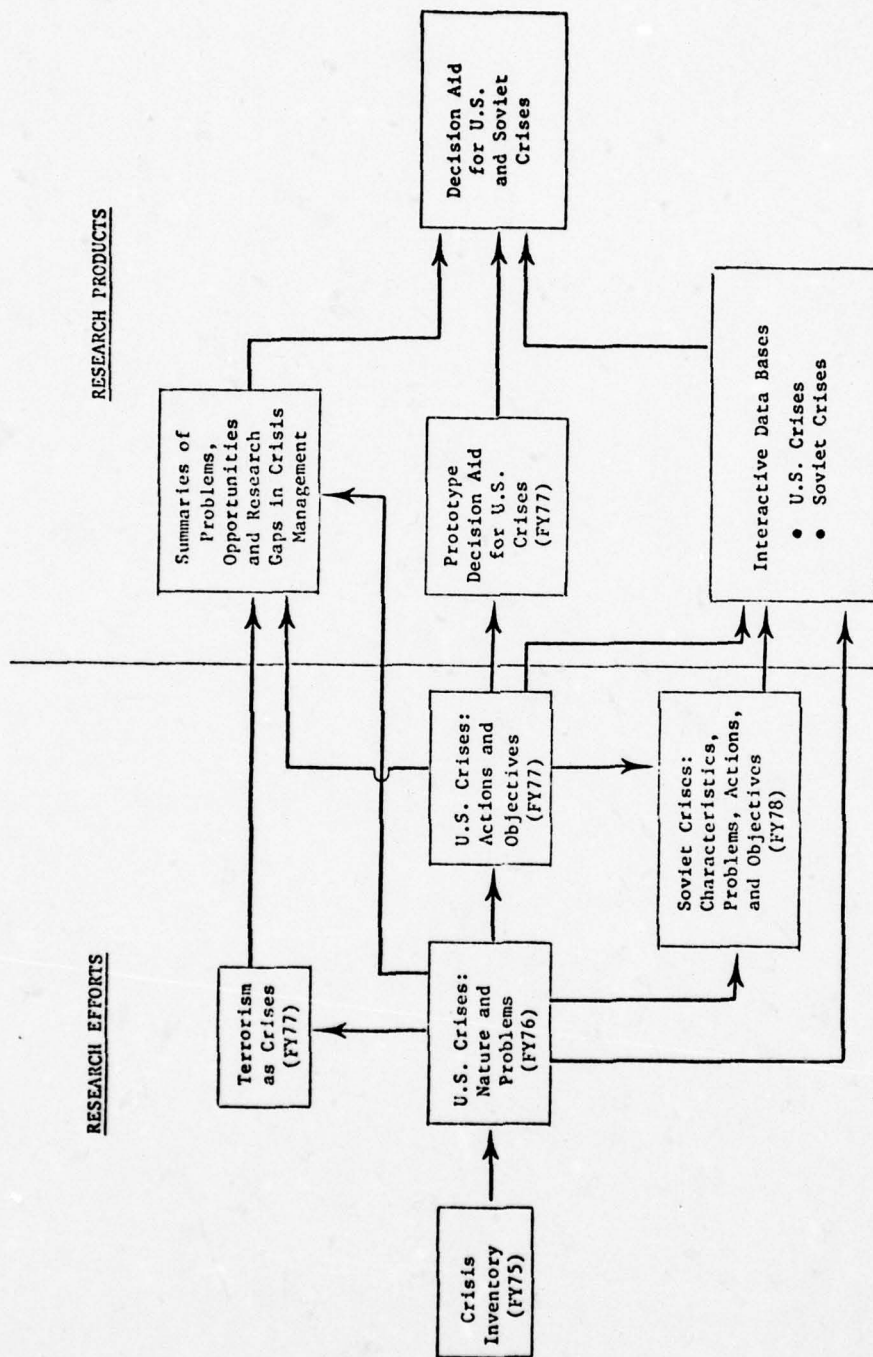 RESEARCH EFFORTS
RESEARCH PRODUCTS
Crisis
Inventory
(FY75)
Terrorism
as Crises
(FY77)
U.S. Crises:
Nature and
Problems
(FY76)
U.S. Crises:
Actions and
Objectives
(FY77)
Soviet Crises:
Characteristics,
Problems, Actions,
and Objectives
(FY78)
Summaries of
Problems,
Opportunities
and Research
Gaps in Crisis
Management
Prototype
Decision Aid
for U.S.
Crises
(FY77)
Interactive Data Bases
● U.S. Crises
● Soviet Crises
Decision Aid
for U.S.
and Soviet
Crises